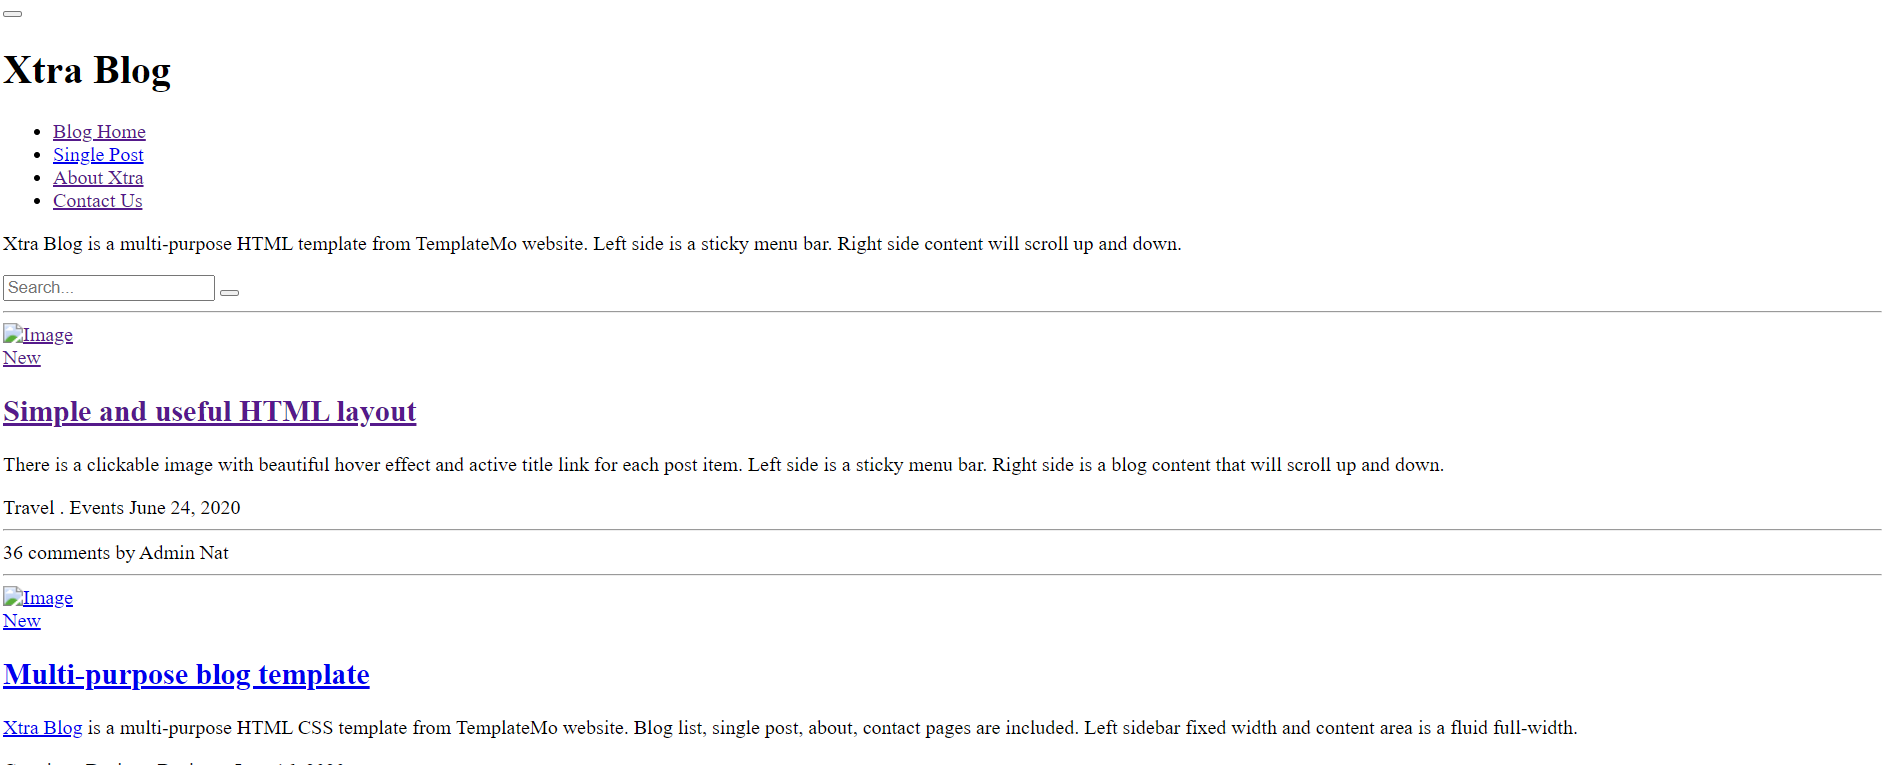 Xtra Blog
Blog Home
Single Post
About Xtra
Contact Us
Xtra Blog is a multi-purpose HTML template from TemplateMo website. Left side is a sticky menu bar. Right side content will scroll up and down.
Search...
Image
New
Simple and useful HTML layout
There is a clickable image with beautiful hover effect and active title link for each post item. Left side is a sticky menu bar. Right side is a blog content that will scroll up and down.
Travel . Events June 24, 2020
36 comments by Admin Nat
Image
New
Multi-purpose blog template
Xtra Blog is a multi-purpose HTML CSS template from TemplateMo website. Blog list, single post, about, contact pages are included. Left sidebar fixed width and content area is a fluid full-width.